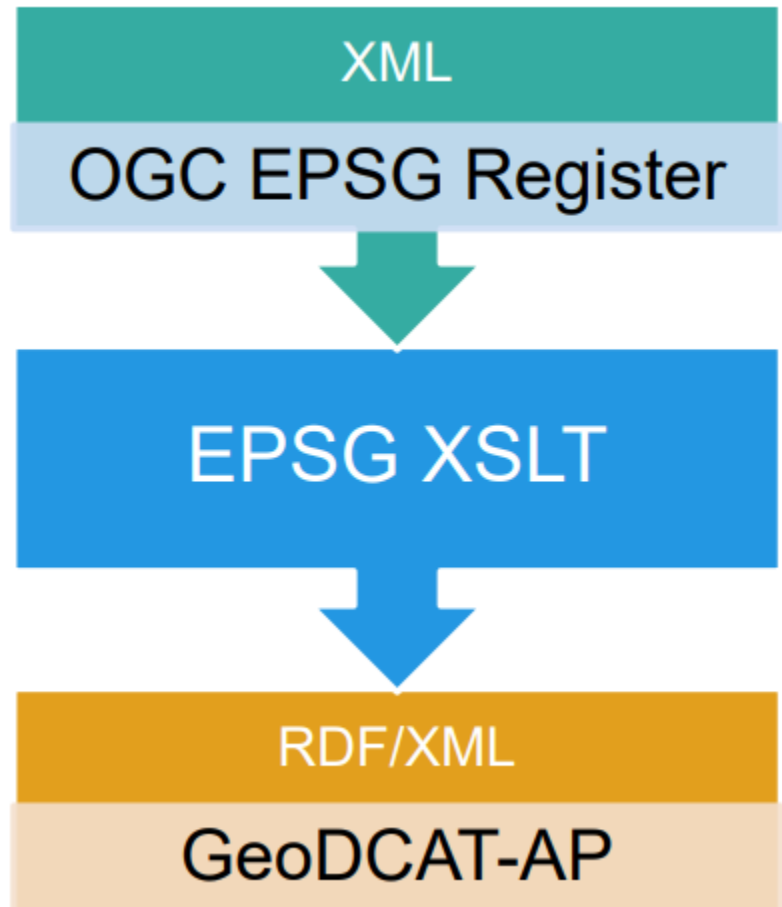 XML
OGC EPSG Register
EPSG XSLT
RDF/XML
GeoDCAT-AP